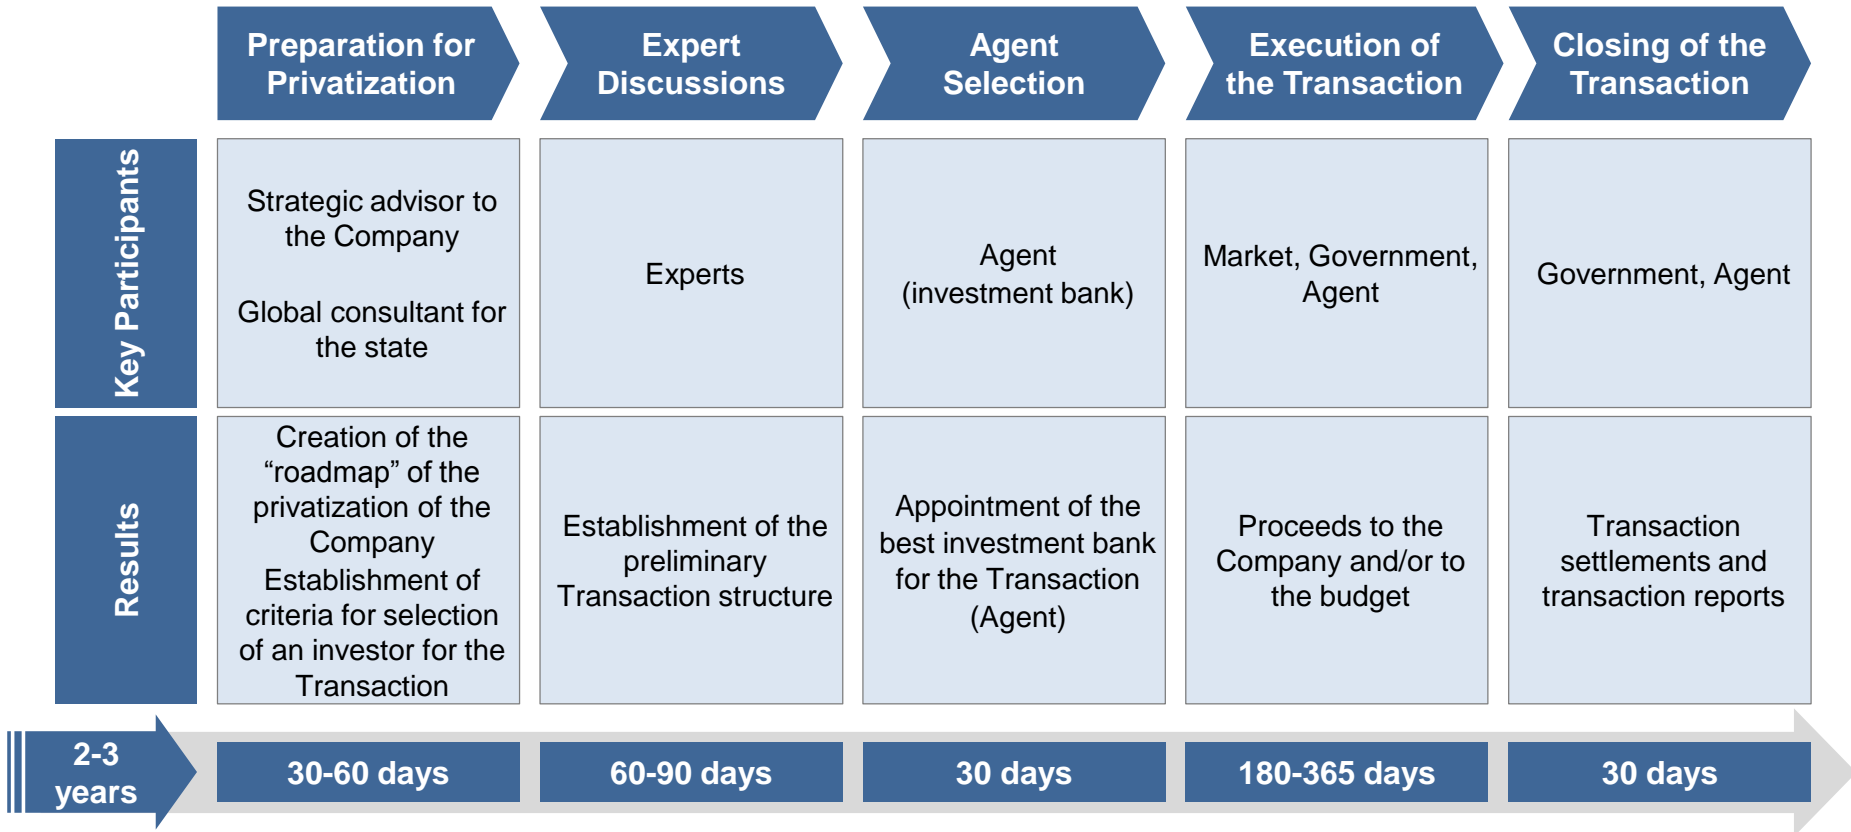 Preparation for
Privatization
Expert
Discussions
Agent
Selection
Execution of
the Transaction
Closing of the
Transaction
Key Participants
Strategic advisor to
the Company
Global consultant for
the state
Experts
Agent
(investment bank)
Market, Government,
Agent
Government, Agent
Results
Creation of the
“roadmap” of the
privatization of the
Company
Establishment of
criteria for selection
of an investor for the
Transaction
Establishment of the
preliminary
Transaction structure
Appointment of the
best investment bank
for the Transaction
(Agent)
Proceeds to the
Company and/or to
the budget
Transaction
settlements and
transaction reports
2-3
years
30-60 days
60-90 days
30 days
180-365 days
30 days